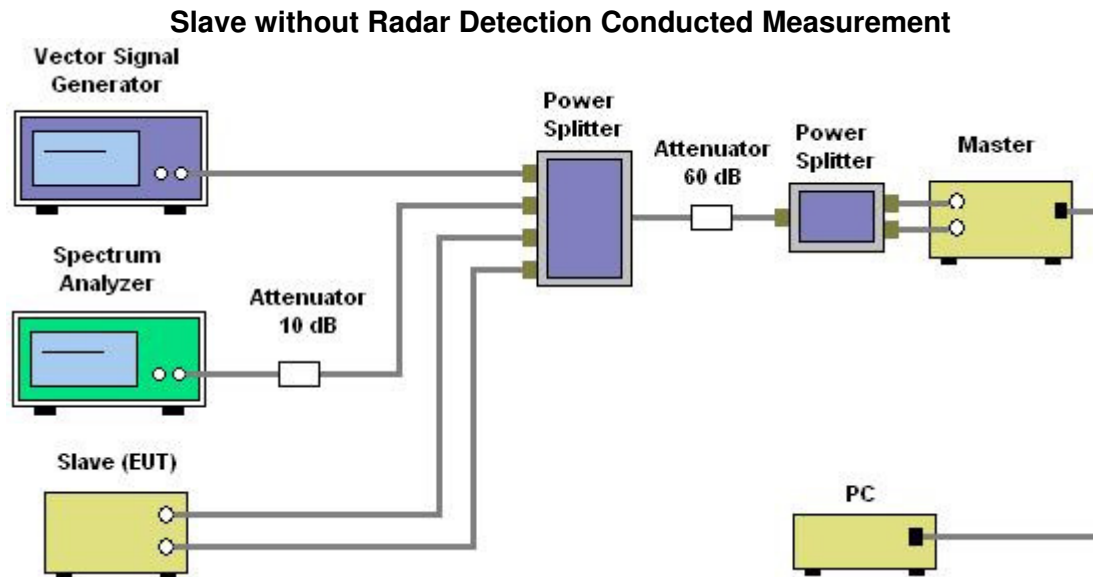 Slave without Radar Detection Conducted Measurement
Vector Signal
Generator
Power
Splitter
Attenuator
60 dB
Power
Splitter
Master
Spectrum
Analyzer
Attenuator
10 dB
Slave (EUT)
PC